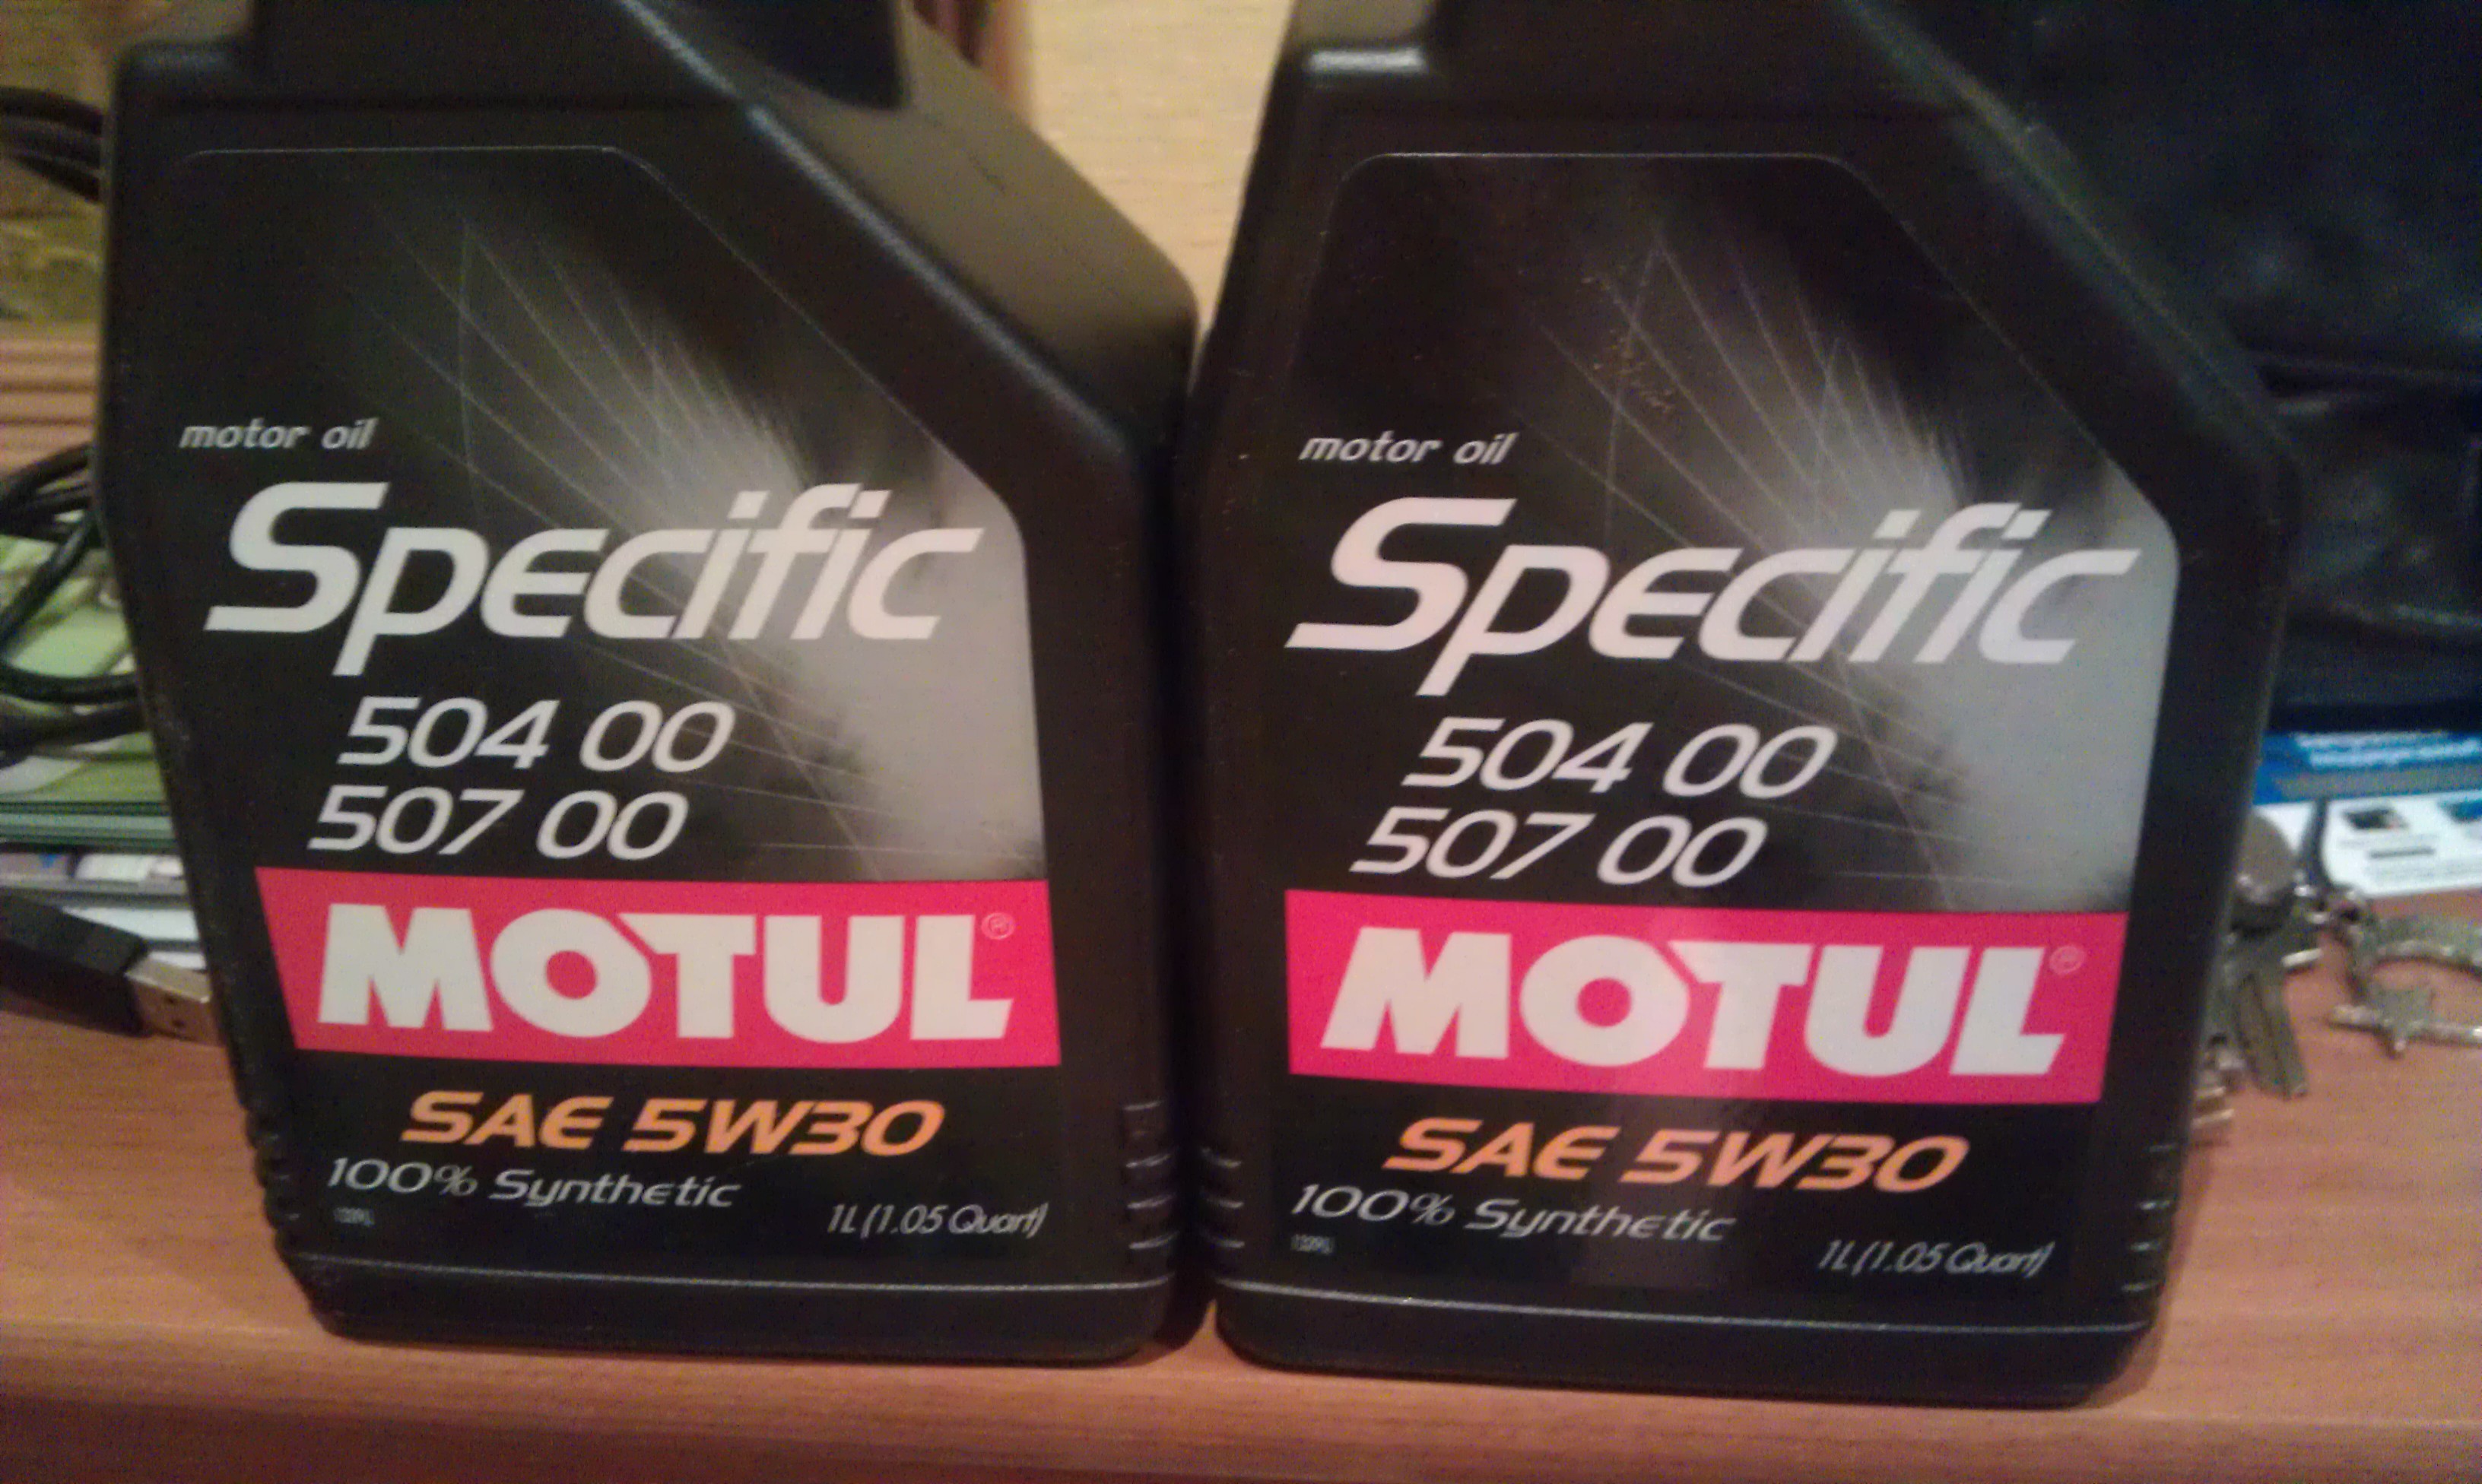 motor oil
Specific
504 00
507 00
MOTUL®
SAE 5W30
100% Synthetic
1L (1.05 Quart)
motor oil
Specific
504 00
507 00
MOTUL®
SAE 5W30
100% Synthetic
1L (1.05 Quart)